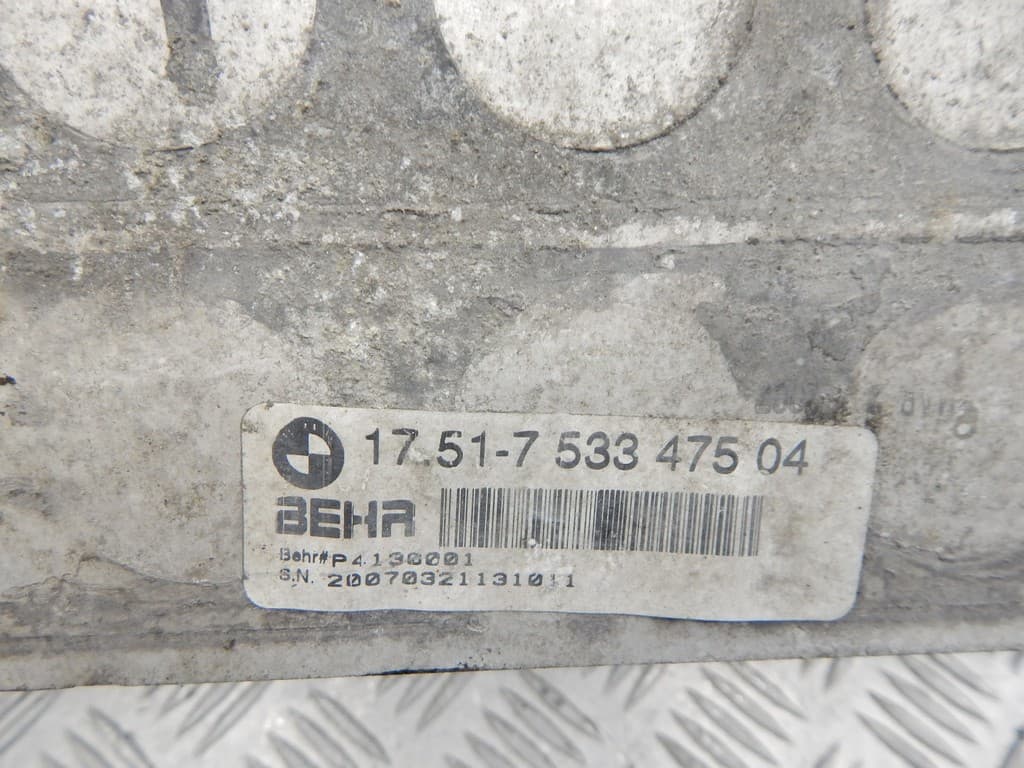 17.51-7 533 475 04
BEHR
Behr# P4130001
S.N. 20070321131011